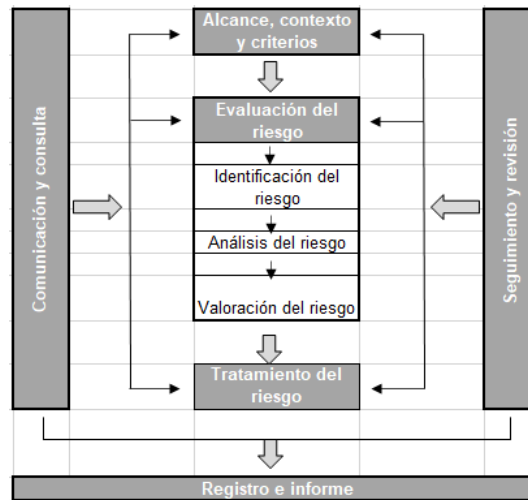 Alcance, contexto
y criterios
Comunicación y consulta
Evaluación del
riesgo
Identificación del
riesgo
Análisis del riesgo
Valoración del riesgo
Seguimiento y revisión
Tratamiento del
riesgo
Registro e informe